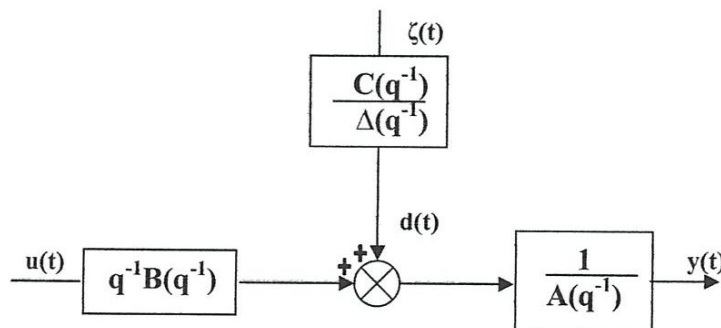 ζ(t)
C(q⁻¹)
Δ(q⁻¹)
d(t)
+
+
u(t)
q⁻¹B(q⁻¹)
1
A(q⁻¹)
y(t)